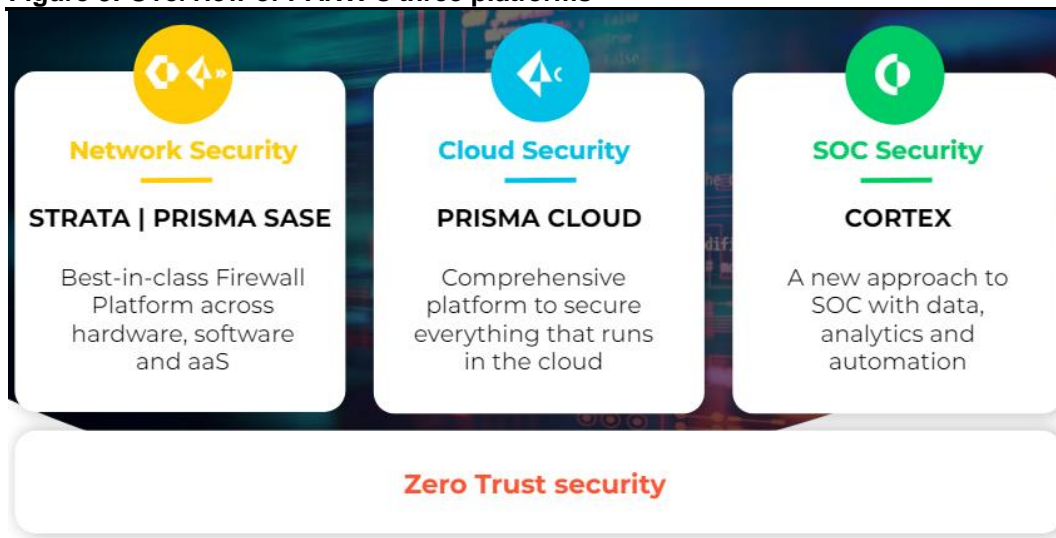 Network Security
STRATA | PRISMA SASE
Best-in-class Firewall
Platform across
hardware, software
and aaS
Cloud Security
PRISMA CLOUD
Comprehensive
platform to secure
everything that runs
in the cloud
SOC Security
CORTEX
A new approach to
SOC with data,
analytics and
automation
Zero Trust security